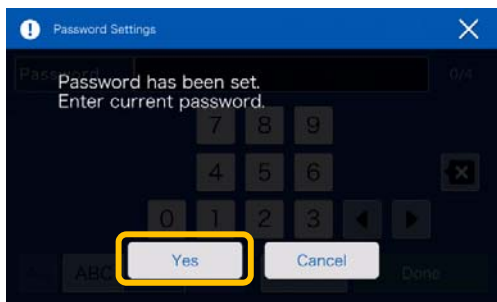 Password Settings
Password 0/4
Password has been set.
Enter current password.
7 8 9
4 5 6
0 1 2 3
Yes Cancel
ABC Done